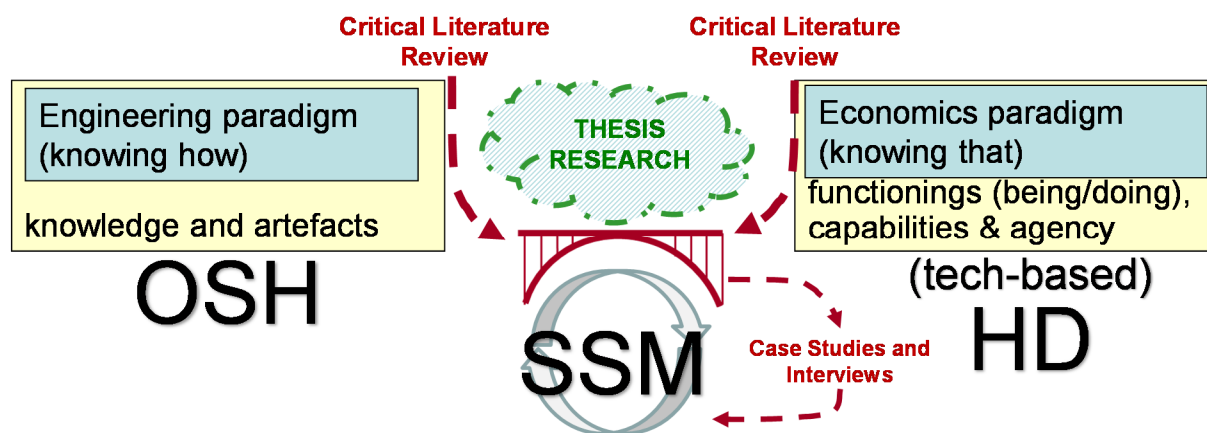 Critical Literature
Review
Critical Literature
Review
Engineering paradigm
(knowing how)
knowledge and artefacts
OSH
THESIS
RESEARCH
Economics paradigm
(knowing that)
functionings (being/doing),
capabilities & agency
(tech-based)
HD
SSM
Case Studies and
Interviews